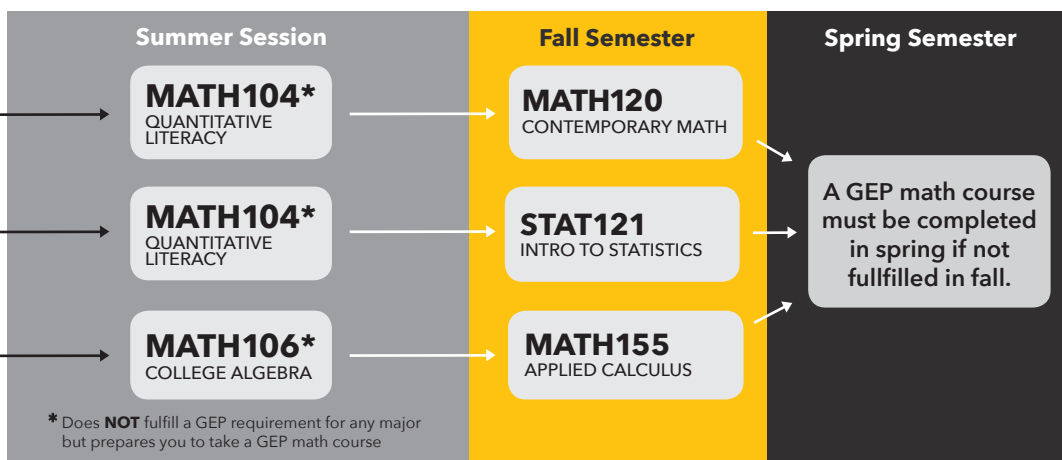 Summer Session
Fall Semester
Spring Semester
MATH104*
QUANTITATIVE
LITERACY
MATH120
CONTEMPORARY MATH
MATH104*
QUANTITATIVE
LITERACY
STAT121
INTRO TO STATISTICS
MATH106*
COLLEGE ALGEBRA
MATH155
APPLIED CALCULUS
A GEP math course
must be completed
in spring if not
fullfilled in fall.
* Does NOT fulfill a GEP requirement for any major
but prepares you to take a GEP math course